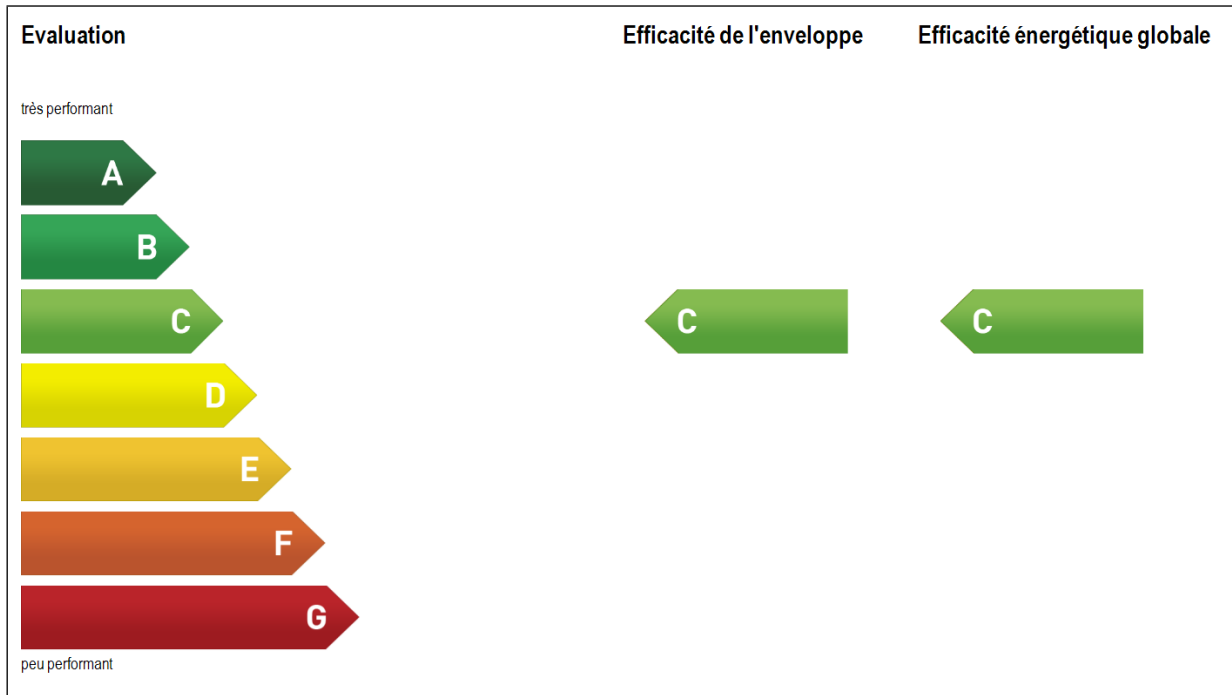 Evaluation
Efficacité de l'enveloppe
Efficacité énergétique globale
très performant
A
B
C
C
C
D
E
F
G
peu performant